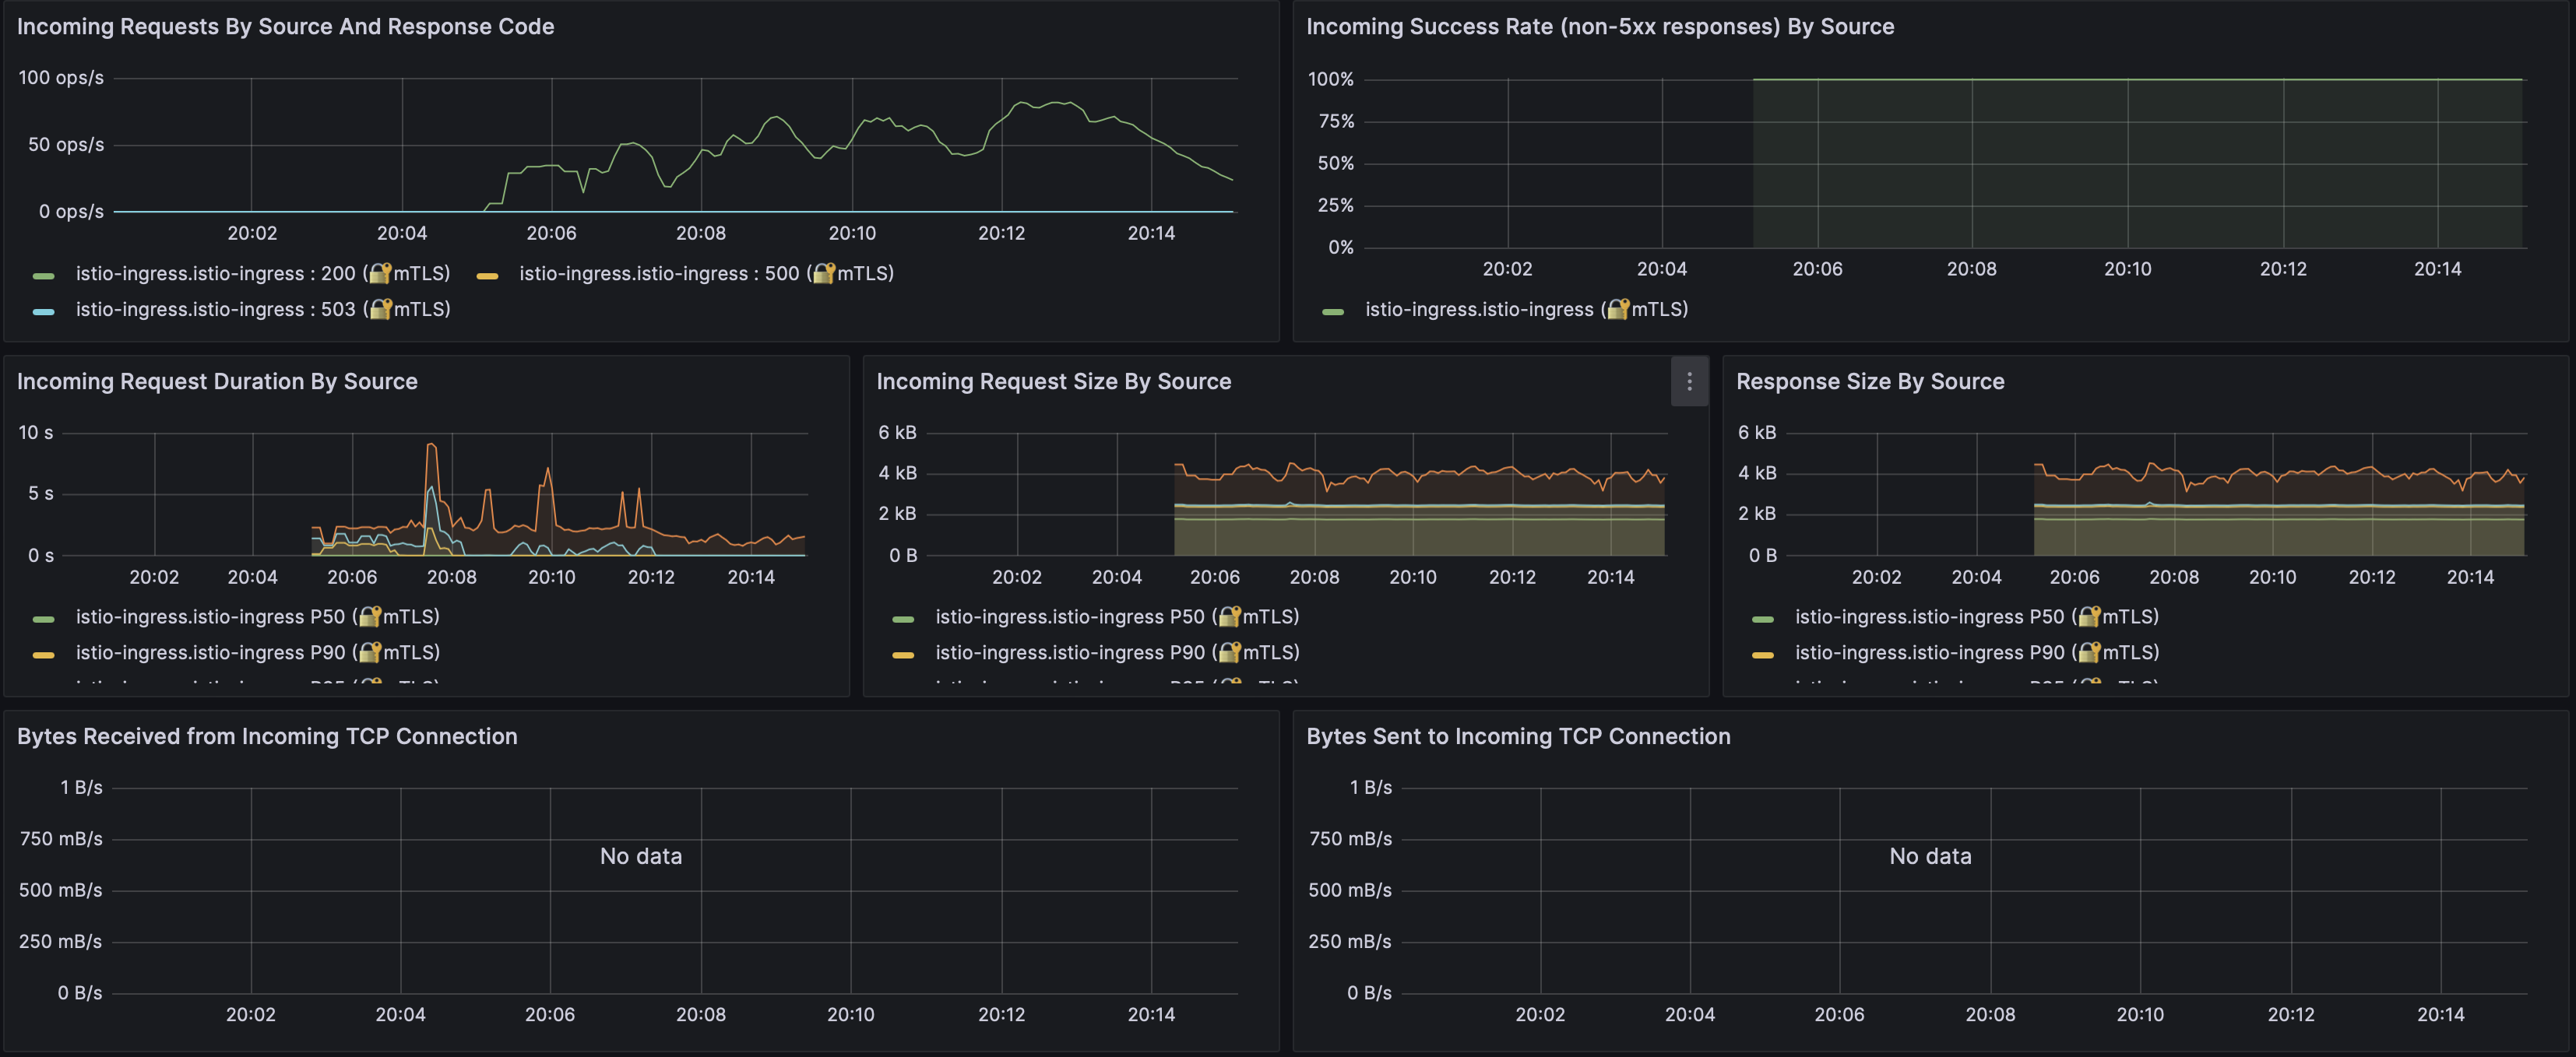 Incoming Requests By Source And Response Code
100 ops/s
50 ops/s
0 ops/s
20:02 20:04 20:06 20:08 20:10 20:12 20:14
istio-ingress.istio-ingress : 200 (🔐mTLS) istio-ingress.istio-ingress : 500 (🔐mTLS)
istio-ingress.istio-ingress : 503 (🔐mTLS)
Incoming Success Rate (non-5xx responses) By Source
100%
75%
50%
25%
0%
20:02 20:04 20:06 20:08 20:10 20:12 20:14
istio-ingress.istio-ingress (🔐mTLS)
Incoming Request Duration By Source
10 s
5 s
0 s
20:02 20:04 20:06 20:08 20:10 20:12 20:14
istio-ingress.istio-ingress P50 (🔐mTLS)
istio-ingress.istio-ingress P90 (🔐mTLS)
Incoming Request Size By Source
6 kB
4 kB
2 kB
0 B
20:02 20:04 20:06 20:08 20:10 20:12 20:14
istio-ingress.istio-ingress P50 (🔐mTLS)
istio-ingress.istio-ingress P90 (🔐mTLS)
Response Size By Source
6 kB
4 kB
2 kB
0 B
20:02 20:04 20:06 20:08 20:10 20:12 20:14
istio-ingress.istio-ingress P50 (🔐mTLS)
istio-ingress.istio-ingress P90 (🔐mTLS)
Bytes Received from Incoming TCP Connection
1 B/s
750 mB/s
No data
500 mB/s
250 mB/s
0 B/s
20:02 20:04 20:06 20:08 20:10 20:12 20:14
Bytes Sent to Incoming TCP Connection
1 B/s
750 mB/s
No data
500 mB/s
250 mB/s
0 B/s
20:02 20:04 20:06 20:08 20:10 20:12 20:14